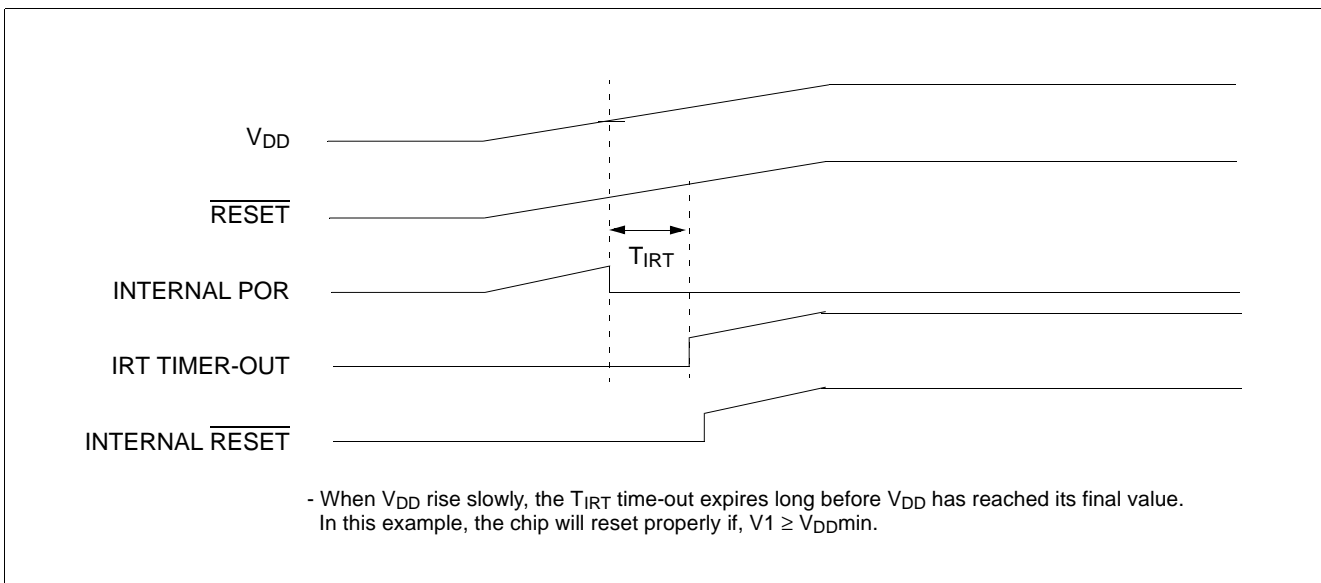 VDD
RESET
TIRT
INTERNAL POR
IRT TIMER-OUT
INTERNAL RESET
- When VDD rise slowly, the TIRT time-out expires long before VDD has reached its final value.
In this example, the chip will reset properly if, V1 ≥ VDDmin.